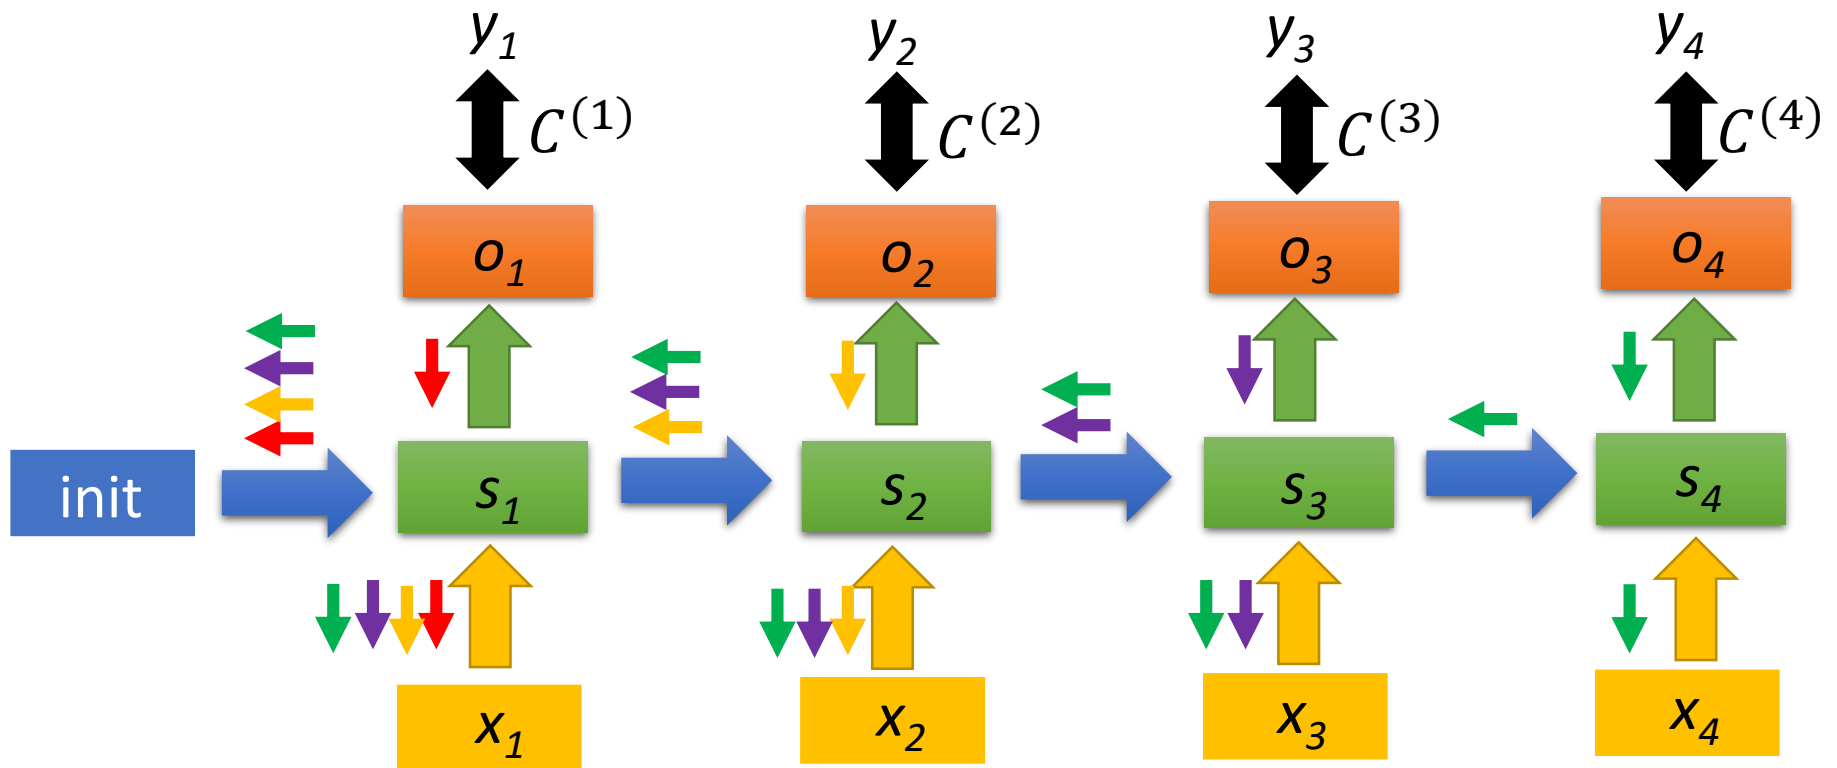 y1 y2 y3 y4
C(1) C(2) C(3) C(4)
o1 o2 o3 o4
init s1 s2 s3 s4
x1 x2 x3 x4